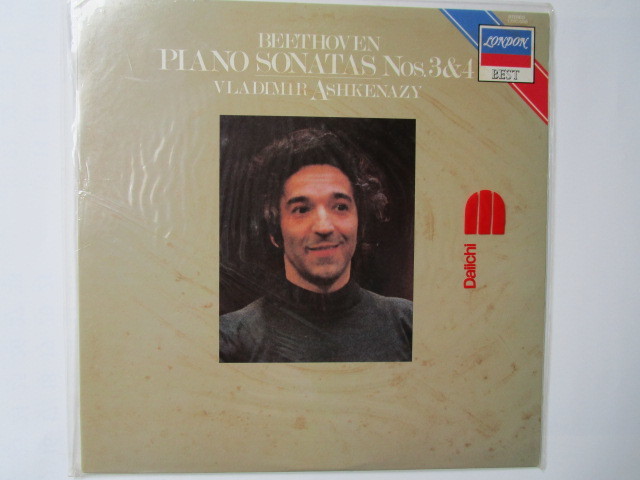 BEETHOVEN
PIANO SONATAS Nos. 3 & 4
VLADIMIR ASHKENAZY
LONDON
BEST
Daiichi